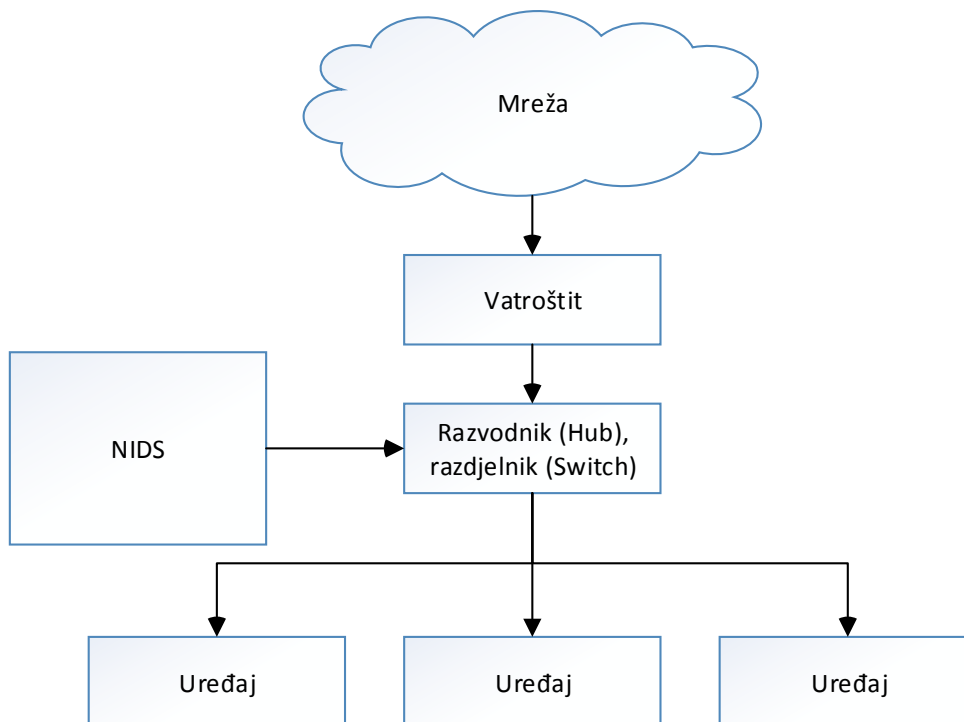 Mreža
Vatroštit
NIDS
Razvodnik (Hub),
razdjelnik (Switch)
Uređaj
Uređaj
Uređaj